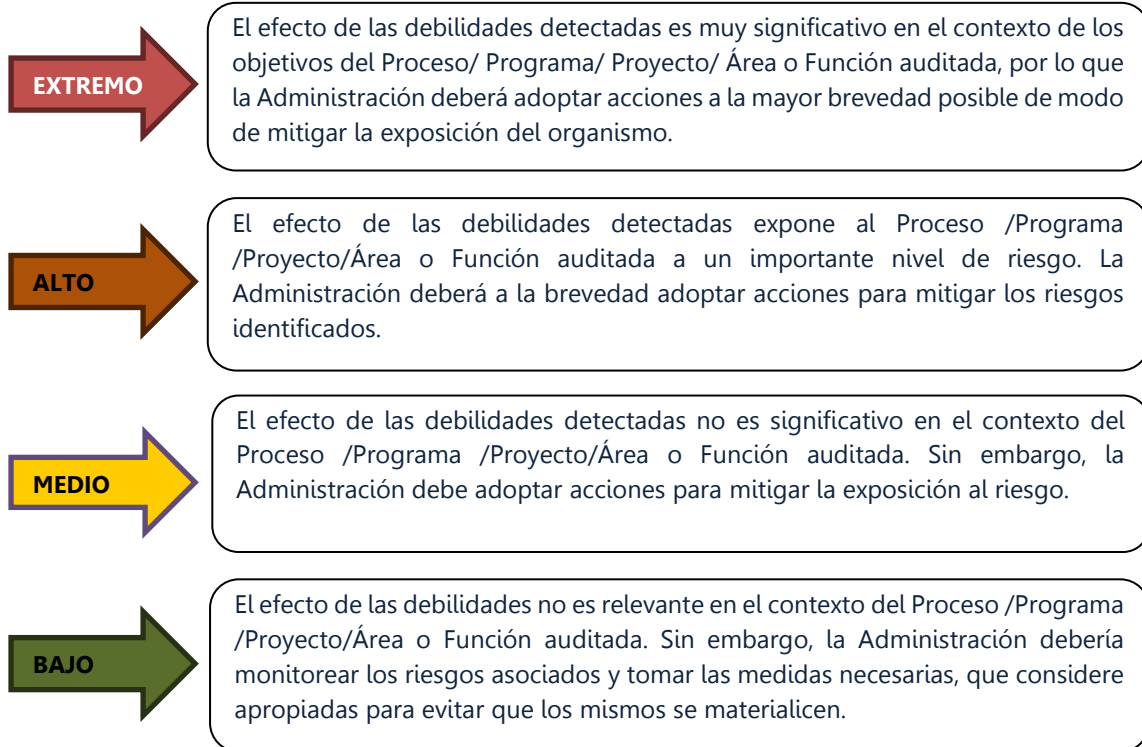 EXTREMO
El efecto de las debilidades detectadas es muy significativo en el contexto de los
objetivos del Proceso/ Programa/ Proyecto/ Área o Función auditada, por lo que
la Administración deberá adoptar acciones a la mayor brevedad posible de modo
de mitigar la exposición del organismo.
ALTO
El efecto de las debilidades detectadas expone al Proceso /Programa
/Proyecto/Área o Función auditada a un importante nivel de riesgo. La
Administración deberá a la brevedad adoptar acciones para mitigar los riesgos
identificados.
MEDIO
El efecto de las debilidades detectadas no es significativo en el contexto del
Proceso /Programa /Proyecto/Área o Función auditada. Sin embargo, la
Administración debe adoptar acciones para mitigar la exposición al riesgo.
BAJO
El efecto de las debilidades no es relevante en el contexto del Proceso /Programa
/Proyecto/Área o Función auditada. Sin embargo, la Administración debería
monitorear los riesgos asociados y tomar las medidas necesarias, que considere
apropiadas para evitar que los mismos se materialicen.